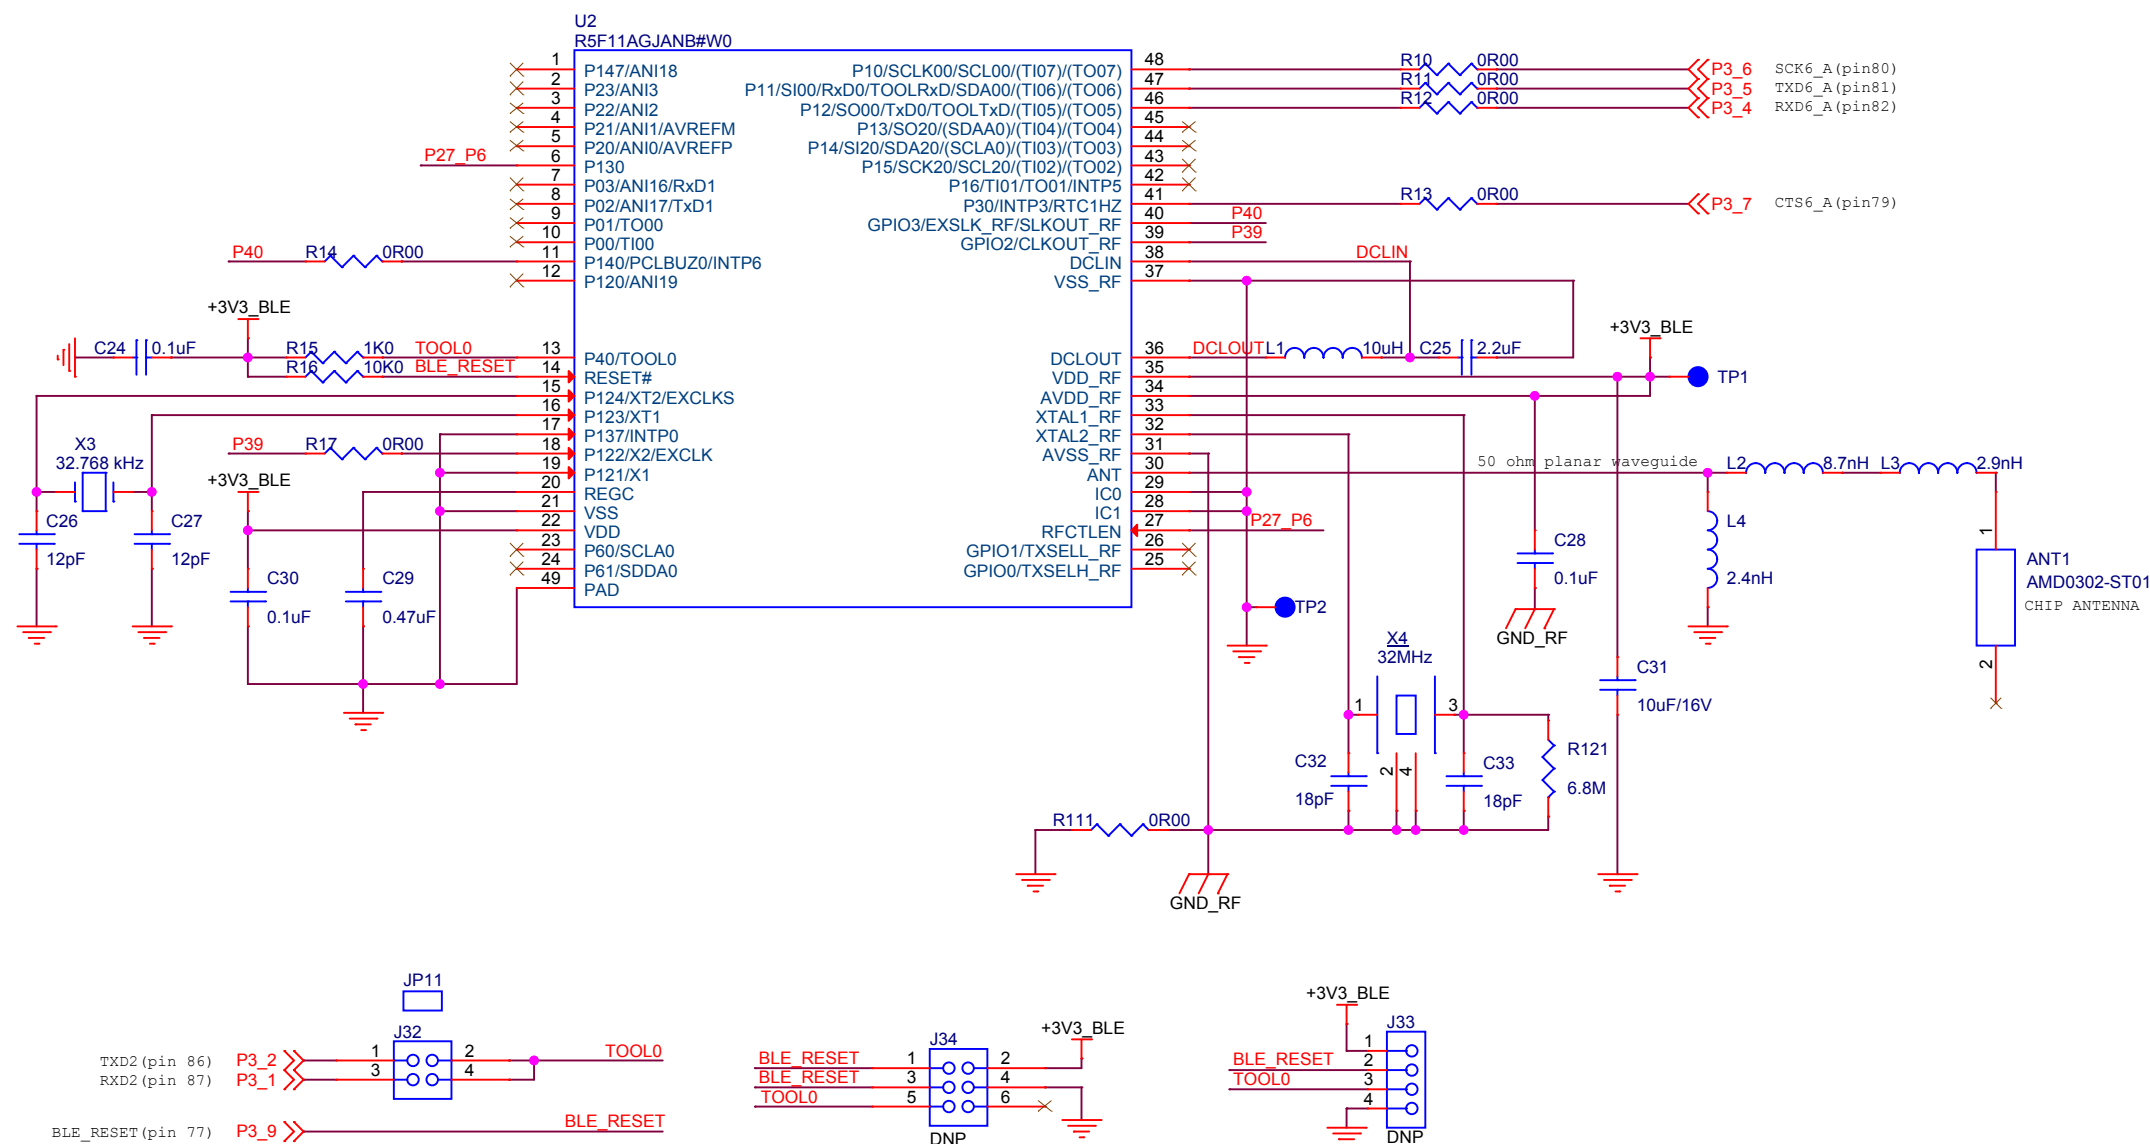 U2
R5F11AGJANB#W0
1 P147/ANI18
2 P23/ANI3
3 P22/ANI2
4 P21/ANI1/AVREFM
5 P20/ANI0/AVREFP
P27_P6 6 P130
7 P03/ANI16/RxD1
8 P02/ANI17/TxD1
9 P01/TO00
10 P00/TI00
P40 R14 0R00 11 P140/PCLBUZ0/INTP6
12 P120/ANI19
+3V3_BLE
C24 0.1uF R15 1K0 TOOL0 13 P40/TOOL0
R16 10K0 BLE_RESET 14 RESET#
15 P124/XT2/EXCLKS
16 P123/XT1
17 P137/INTP0
P39 R17 0R00 18 P122/X2/EXCLK
19 P121/X1
20 REGC
21 VSS
22 VDD
23 P60/SCLA0
24 P61/SDDA0
49 PAD
X3
32.768 kHz
+3V3_BLE
C26
12pF
C27
12pF
C30
0.1uF
C29
0.47uF
P10/SCLK00/SCL00/(TI07)/(TO07) 48 R10 0R00 P3_6 SCK6_A(pin80)
P11/SI00/RxD0/TOOLRxD/SDA00/(TI06)/(TO06) 47 R11 0R00 P3_5 TXD6_A(pin81)
P12/SO00/TxD0/TOOLTxD/(TI05)/(TO05) 46 R12 0R00 P3_4 RXD6_A(pin82)
P13/SO20/(SDAA0)/(TI04)/(TO04) 45
P14/SI20/SDA20/(SCLA0)/(TI03)/(TO03) 44
P15/SCK20/SCL20/(TI02)/(TO02) 43
P16/TI01/TO01/INTP5 42
P30/INTP3/RTC1HZ 41 R13 0R00 P3_7 CTS6_A(pin79)
GPIO3/EXSLK_RF/SLKOUT_RF 40 P40
GPIO2/CLKOUT_RF 39 P39
DCLIN 38 DCLIN
VSS_RF 37
DCLOUT 36 DCLOUT L1 10uH C25 2.2uF
VDD_RF 35
AVDD_RF 34
XTAL1_RF 33
XTAL2_RF 32
AVSS_RF 31
ANT 30
IC0 29
IC1 28
RFCTLEN 27 P27_P6
GPIO1/TXSELL_RF 26
GPIO0/TXSELH_RF 25
+3V3_BLE
TP1
50 ohm planar waveguide L2 8.7nH L3 2.9nH
L4
2.4nH
1
ANT1
AMD0302-ST01
CHIP ANTENNA
2
C28
0.1uF
GND_RF
TP2
X4
32MHz
1 3
2 4
C32
18pF
C33
18pF
R121
6.8M
C31
10uF/16V
R111 0R00
GND_RF
JP11
J32
TXD2(pin 86) P3_2 1 2 TOOL0
RXD2(pin 87) P3_1 3 4
BLE_RESET(pin 77) P3_9 BLE_RESET
J34
+3V3_BLE
BLE_RESET 1 2
BLE_RESET 3 4
TOOL0 5 6
DNP
+3V3_BLE
J33
1
BLE_RESET 2
TOOL0 3
4
DNP